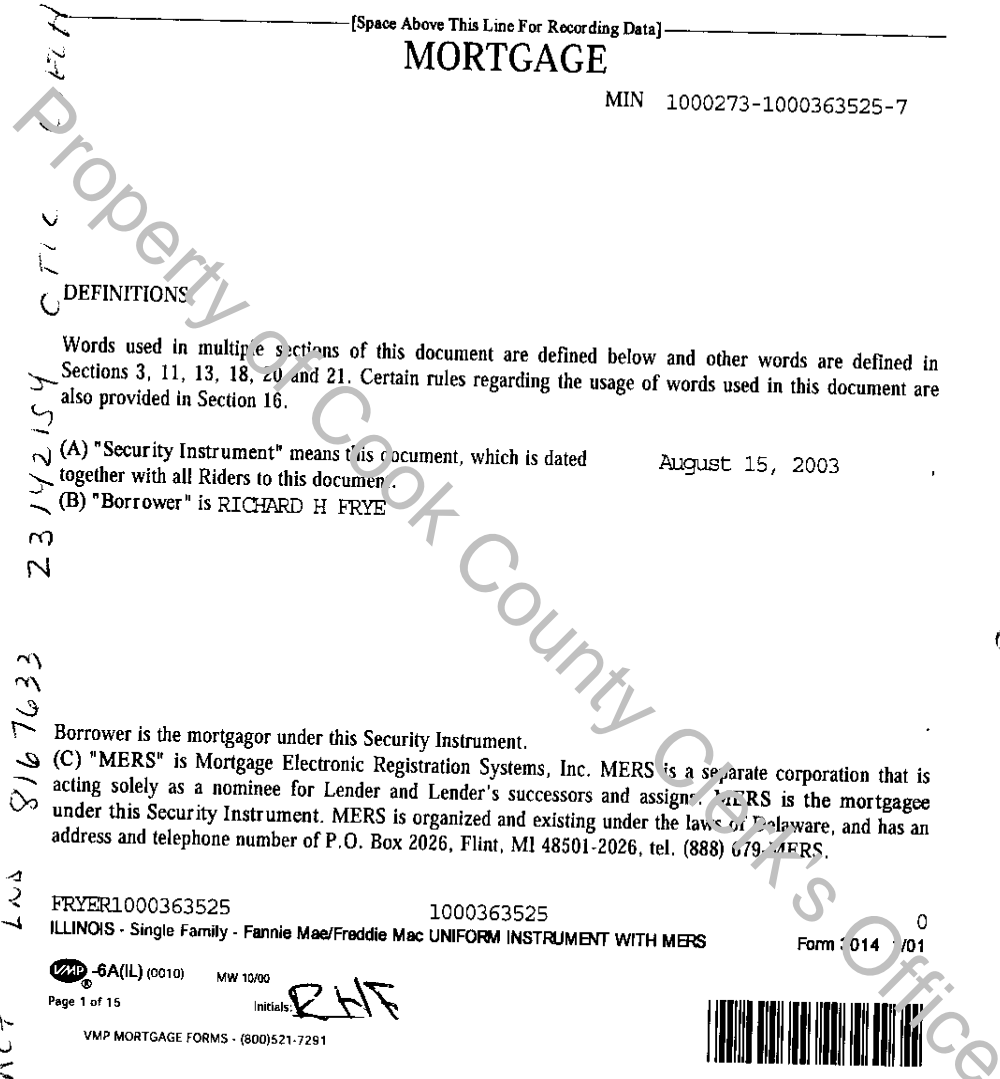 [Space Above This Line For Recording Data]
MORTGAGE
MIN 1000273-1000363525-7
DEFINITIONS
Words used in multiple sections of this document are defined below and other words are defined in
Sections 3, 11, 13, 18, 20 and 21. Certain rules regarding the usage of words used in this document are
also provided in Section 16.
(A) "Security Instrument" means this document, which is dated August 15, 2003 ,
together with all Riders to this document.
(B) "Borrower" is RICHARD H FRYE
Borrower is the mortgagor under this Security Instrument.
(C) "MERS" is Mortgage Electronic Registration Systems, Inc. MERS is a separate corporation that is
acting solely as a nominee for Lender and Lender's successors and assigns. MERS is the mortgagee
under this Security Instrument. MERS is organized and existing under the laws of Delaware, and has an
address and telephone number of P.O. Box 2026, Flint, MI 48501-2026, tel. (888) 679-MERS.
FRYER1000363525 1000363525 0
ILLINOIS - Single Family - Fannie Mae/Freddie Mac UNIFORM INSTRUMENT WITH MERS Form 3014 1/01
VMP ® -6A(IL) (0010) MW 10/00
Page 1 of 15 Initials: RHF
VMP MORTGAGE FORMS - (800)521-7291
8167633 23142154 CTIC
Property of Cook County Clerk's Office